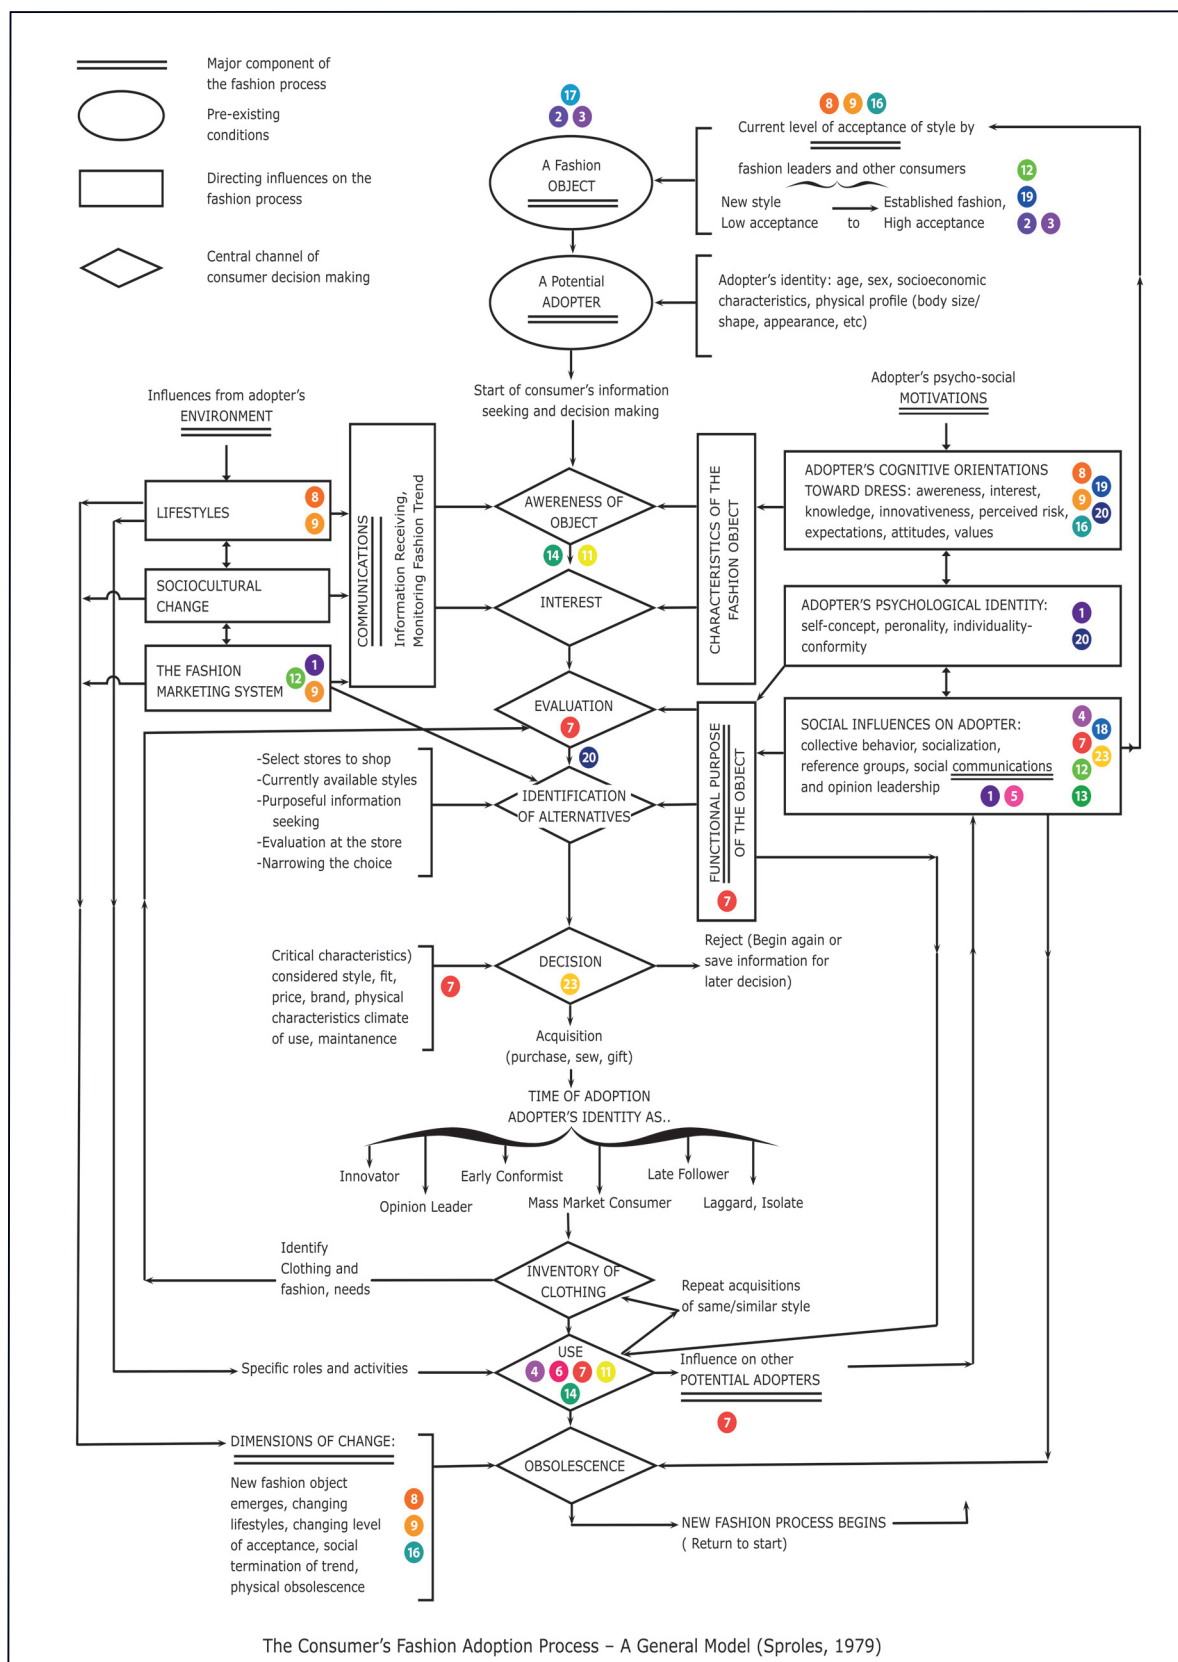 Major component of
the fashion process
Pre-existing
conditions
Directing influences on the
fashion process
Central channel of
consumer decision making
17
2 3
A Fashion
OBJECT
8 9 16
Current level of acceptance of style by
fashion leaders and other consumers
12
New style
Low acceptance
to
Established fashion,
High acceptance
19
2 3
A Potential
ADOPTER
Adopter's identity: age, sex, socioeconomic
characteristics, physical profile (body size/
shape, appearance, etc)
Start of consumer's information
seeking and decision making
Influences from adopter's
ENVIRONMENT
Adopter's psycho-social
MOTIVATIONS
LIFESTYLES
8
9
SOCIOCULTURAL
CHANGE
THE FASHION
MARKETING SYSTEM
1
12
9
COMMUNICATIONS
Information Receiving,
Monitoring Fashion Trend
AWERENESS OF
OBJECT
14 11
INTEREST
EVALUATION
7
20
IDENTIFICATION
OF ALTERNATIVES
CHARACTERISTICS OF THE
FASHION OBJECT
FUNCTIONAL PURPOSE
OF THE OBJECT
7
ADOPTER'S COGNITIVE ORIENTATIONS
TOWARD DRESS: awereness, interest,
knowledge, innovativeness, perceived risk,
expectations, attitudes, values
8
19
9
20
16
ADOPTER'S PSYCHOLOGICAL IDENTITY:
self-concept, peronality, individuality-
conformity
1
20
SOCIAL INFLUENCES ON ADOPTER:
collective behavior, socialization,
reference groups, social communications
and opinion leadership
4
18
7
23
12
1 5
13
-Select stores to shop
-Currently available styles
-Purposeful information
seeking
-Evaluation at the store
-Narrowing the choice
Critical characteristics)
considered style, fit,
price, brand, physical
characteristics climate
of use, maintanence
7
DECISION
23
Reject (Begin again or
save information for
later decision)
Acquisition
(purchase, sew, gift)
TIME OF ADOPTION
ADOPTER'S IDENTITY AS..
Innovator
Opinion Leader
Early Conformist
Mass Market Consumer
Late Follower
Laggard, Isolate
Identify
Clothing and
fashion, needs
INVENTORY OF
CLOTHING
Repeat acquisitions
of same/similar style
Specific roles and activities
USE
4 6 7 11
14
Influence on other
POTENTIAL ADOPTERS
7
DIMENSIONS OF CHANGE:
New fashion object
emerges, changing
lifestyles, changing level
of acceptance, social
termination of trend,
physical obsolescence
8
9
16
OBSOLESCENCE
NEW FASHION PROCESS BEGINS
( Return to start)
The Consumer's Fashion Adoption Process – A General Model (Sproles, 1979)